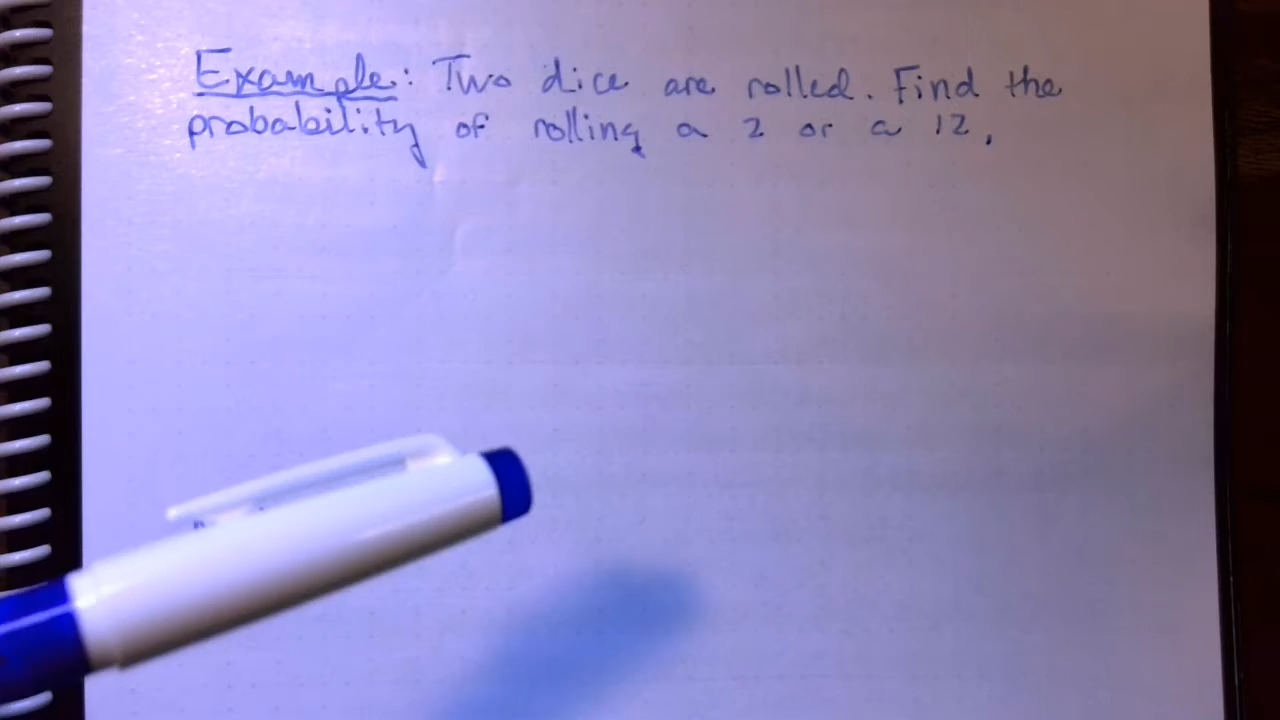 Example: Two dice are rolled. Find the
probability of rolling a 2 or a 12.